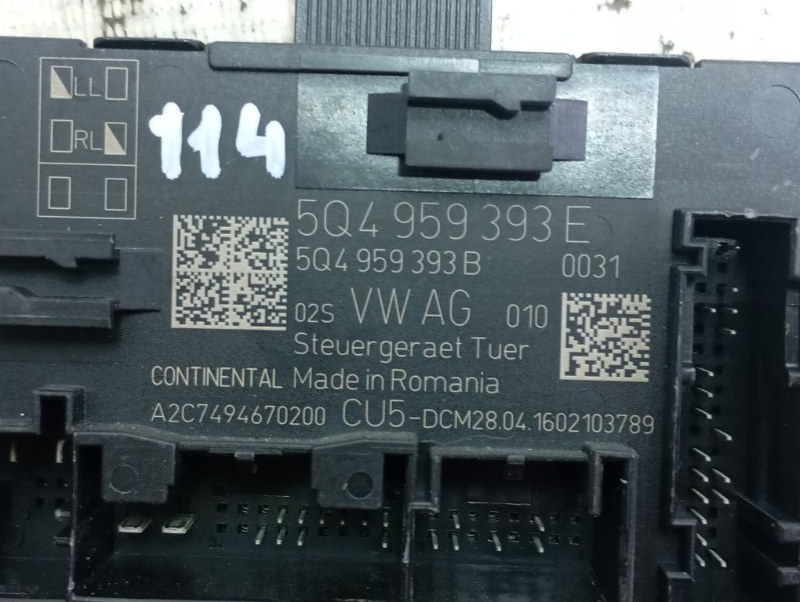 LL
RL
114
5Q4 959 393 E
5Q4 959 393 B 0031
02S VW AG 010
Steuergeraet Tuer
CONTINENTAL Made in Romania
A2C7494670200 CU5-DCM28.04.1602103789